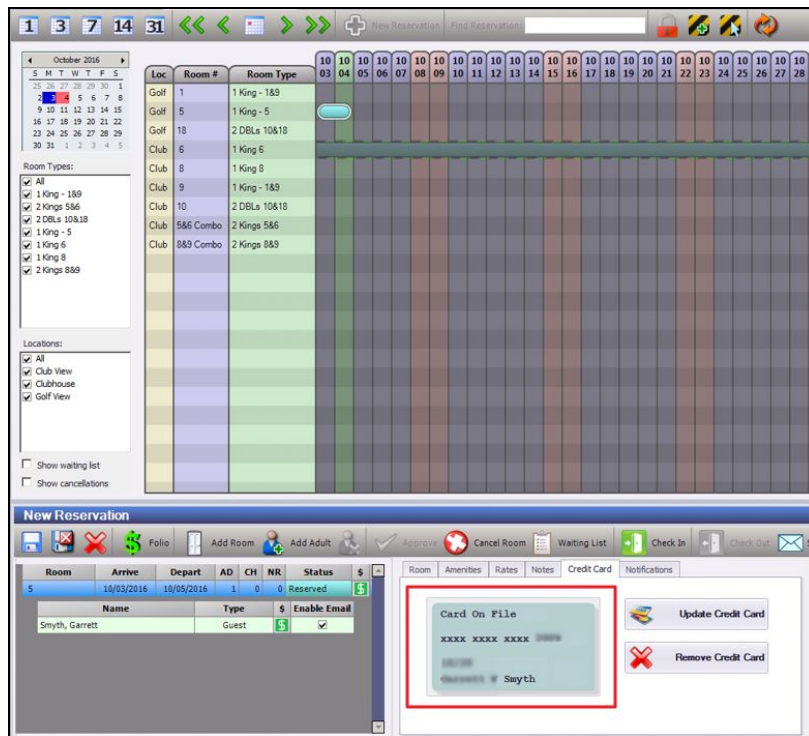 1 3 7 14 31 New Reservation Find Reservation:
October 2016
S M T W T F S
25 26 27 28 29 30 1
2 3 4 5 6 7 8
9 10 11 12 13 14 15
16 17 18 19 20 21 22
23 24 25 26 27 28 29
30 31 1 2 3 4 5
Room Types:
All
1 King - 1&9
2 Kings 5&6
2 DBLs 10&18
1 King - 5
1 King 6
1 King 8
2 Kings 8&9
Locations:
All
Club View
Clubhouse
Golf View
Show waiting list
Show cancellations
10 10 10 10 10 10 10 10 10 10 10 10 10 10 10 10 10 10 10 10 10 10 10 10 10 10
Loc Room # Room Type 03 04 05 06 07 08 09 10 11 12 13 14 15 16 17 18 19 20 21 22 23 24 25 26 27 28
Golf 1 1 King - 1&9
Golf 5 1 King - 5
Golf 18 2 DBLs 10&18
Club 6 1 King 6
Club 8 1 King 8
Club 9 1 King - 1&9
Club 10 2 DBLs 10&18
Club 5&6 Combo 2 Kings 5&6
Club 8&9 Combo 2 Kings 8&9
New Reservation
$ Folio Add Room Add Adult Approve Cancel Room Waiting List Check In Check Out
Room Arrive Depart AD CH NR Status $
5 10/03/2016 10/05/2016 1 0 0 Reserved $
Name Type $ Enable Email
Smyth, Garrett Guest $
Room Amenities Rates Notes Credit Card Notifications
Card On File
xxxx xxxx xxxx
Smyth
Update Credit Card
Remove Credit Card